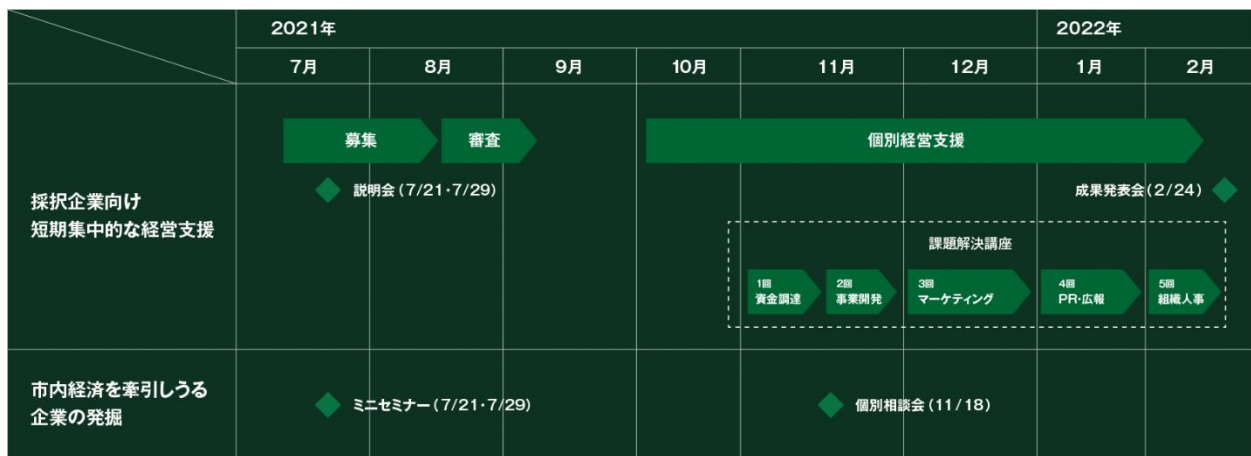 2021年
2022年
7月
8月
9月
10月
11月
12月
1月
2月
採択企業向け
短期集中的な経営支援
募集
審査
個別経営支援
説明会(7/21・7/29)
成果発表会(2/24)
課題解決講座
1回
資金調達
2回
事業開発
3回
マーケティング
4回
PR・広報
5回
組織人事
市内経済を牽引しうる
企業の発掘
ミニセミナー(7/21・7/29)
個別相談会(11/18)